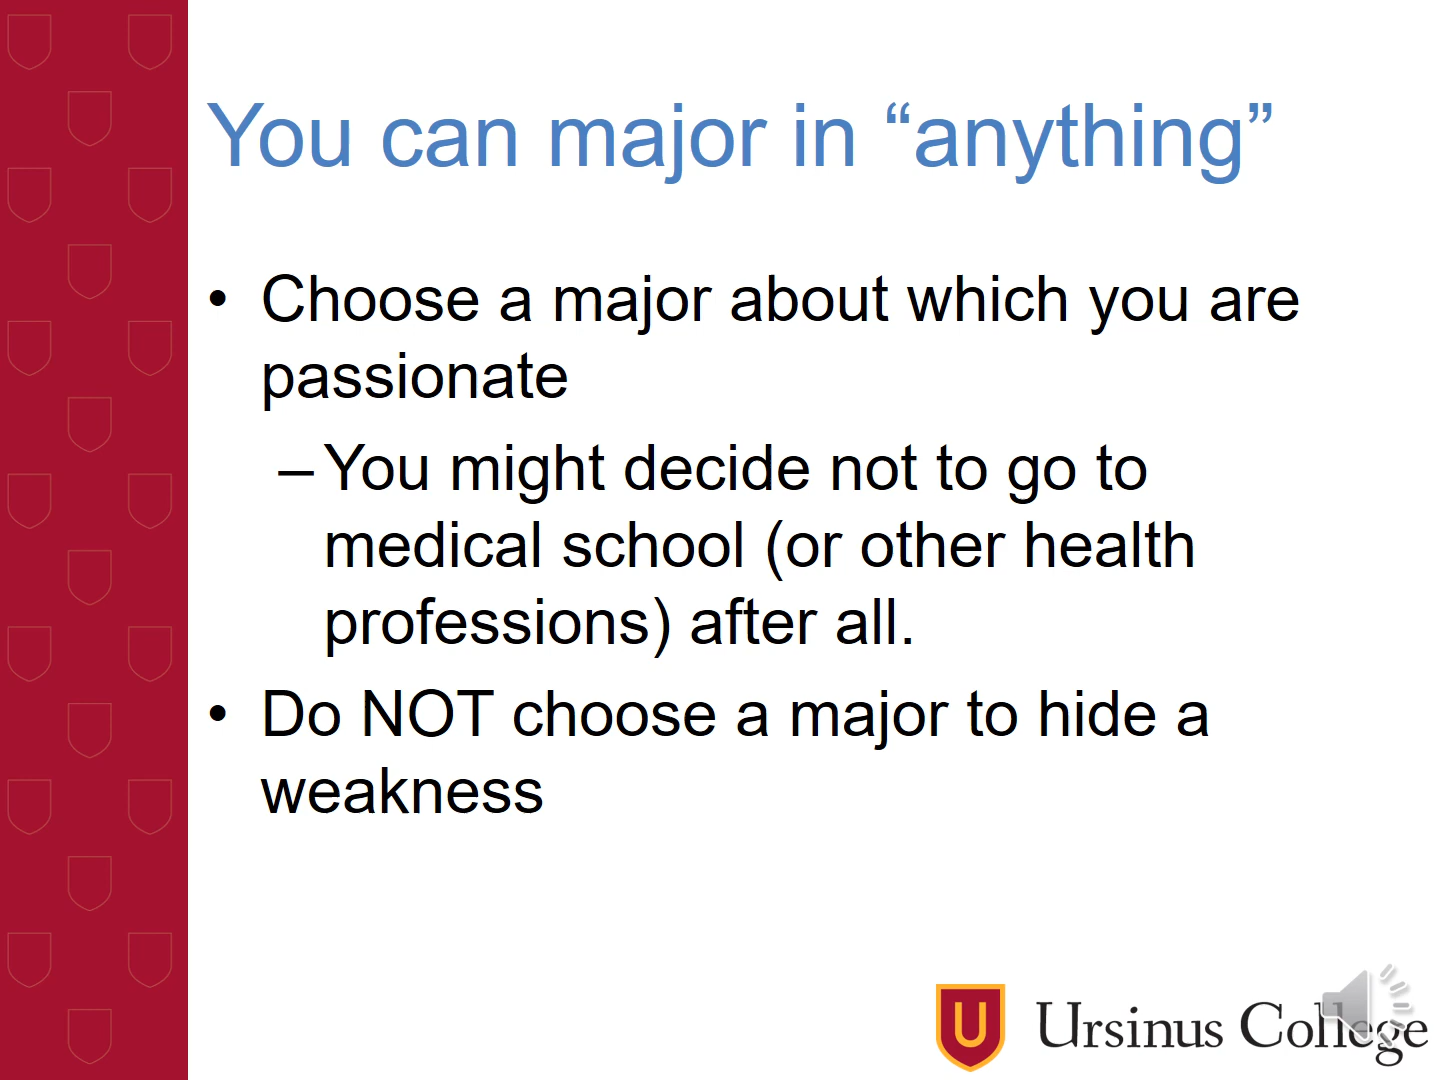 You can major in “anything”
• Choose a major about which you are
passionate
– You might decide not to go to
medical school (or other health
professions) after all.
• Do NOT choose a major to hide a
weakness
U Ursinus College